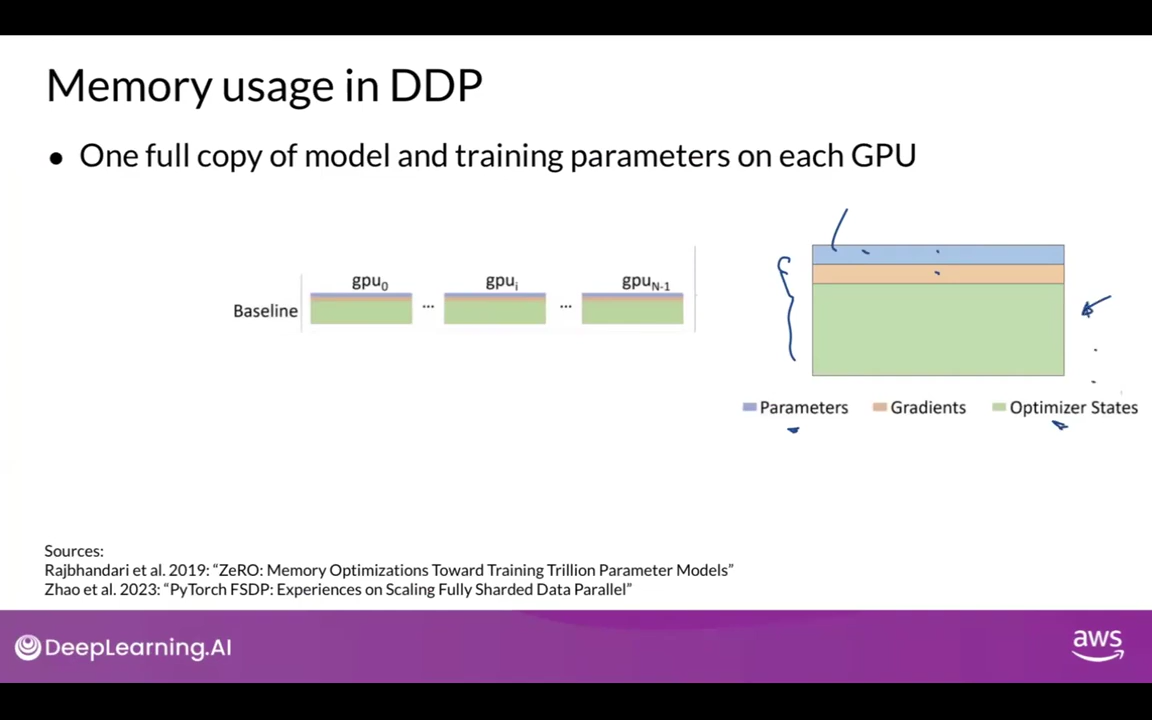 Memory usage in DDP
● One full copy of model and training parameters on each GPU
gpu0 gpui gpuN-1
Baseline ... ...
Parameters Gradients Optimizer States
Sources:
Rajbhandari et al. 2019: “ZeRO: Memory Optimizations Toward Training Trillion Parameter Models”
Zhao et al. 2023: “PyTorch FSDP: Experiences on Scaling Fully Sharded Data Parallel”
DeepLearning.AI
aws